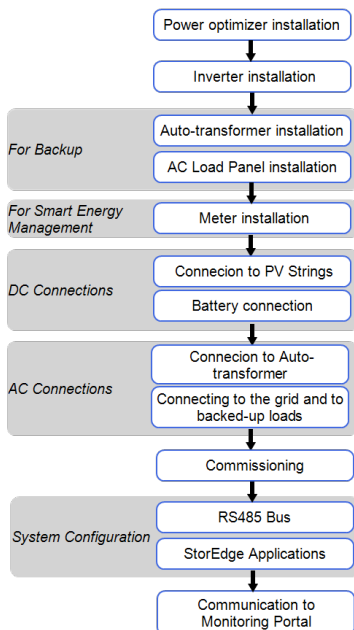 Power optimizer installation
Inverter installation
For Backup
Auto-transformer installation
AC Load Panel installation
For Smart Energy
Management
Meter installation
DC Connections
Connecion to PV Strings
Battery connection
AC Connections
Connecion to Auto-
transformer
Connecting to the grid and to
backed-up loads
Commissioning
System Configuration
RS485 Bus
StorEdge Applications
Communication to
Monitoring Portal